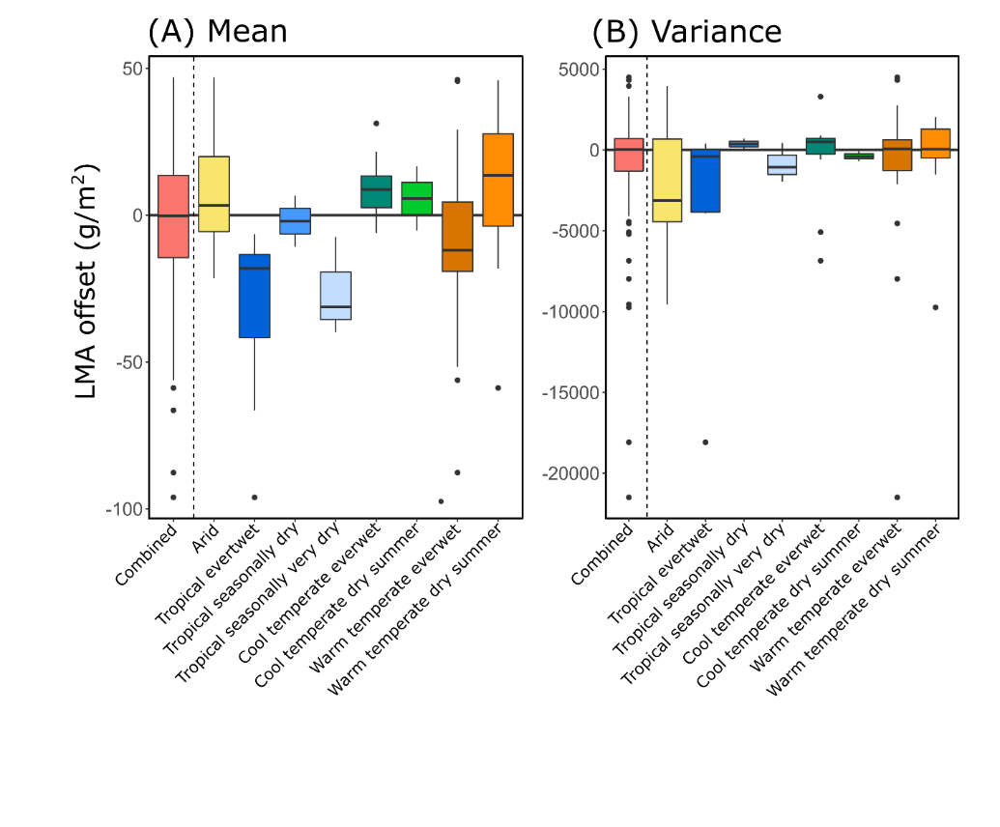 (A) Mean
(B) Variance
LMA offset (g/m²)
50
0
-50
-100
Combined
Arid
Tropical evertwet
Tropical seasonally dry
Tropical seasonally very dry
Cool temperate everwet
Cool temperate dry summer
Warm temperate everwet
Warm temperate dry summer
5000
0
-5000
-10000
-15000
-20000
Combined
Arid
Tropical evertwet
Tropical seasonally dry
Tropical seasonally very dry
Cool temperate everwet
Cool temperate dry summer
Warm temperate everwet
Warm temperate dry summer